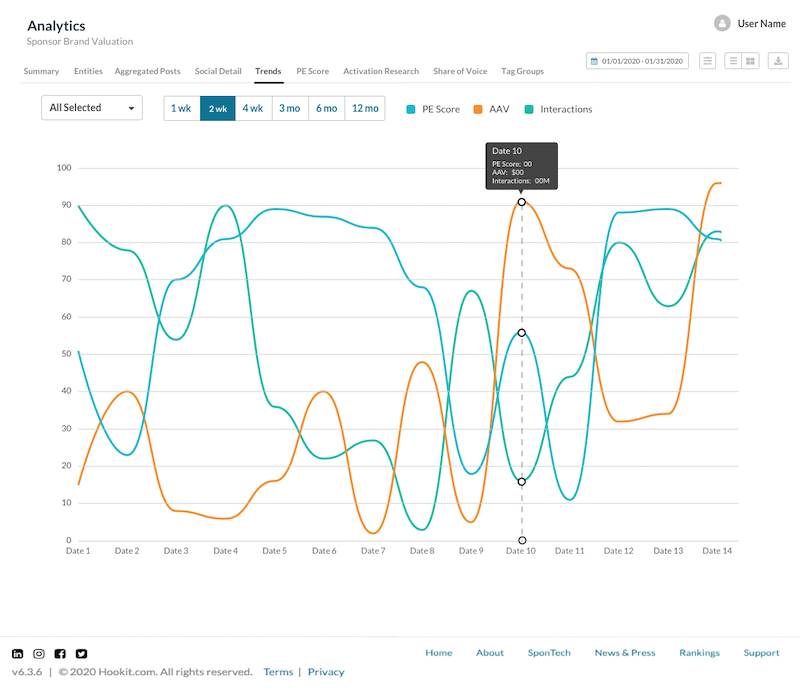 Analytics
User Name
Sponsor Brand Valuation
01/01/2020 - 01/31/2020
Summary Entities Aggregated Posts Social Detail Trends PE Score Activation Research Share of Voice Tag Groups
All Selected 1 wk 2 wk 4 wk 3 mo 6 mo 12 mo PE Score AAV Interactions
Date 10
PE Score: 00
AAV: $00
Interactions: 00M
100
90
80
70
60
50
40
30
20
10
0
Date 1 Date 2 Date 3 Date 4 Date 5 Date 6 Date 7 Date 8 Date 9 Date 10 Date 11 Date 12 Date 13 Date 14
Home About SponTech News & Press Rankings Support
v6.3.6 | © 2020 Hookit.com. All rights reserved. Terms | Privacy